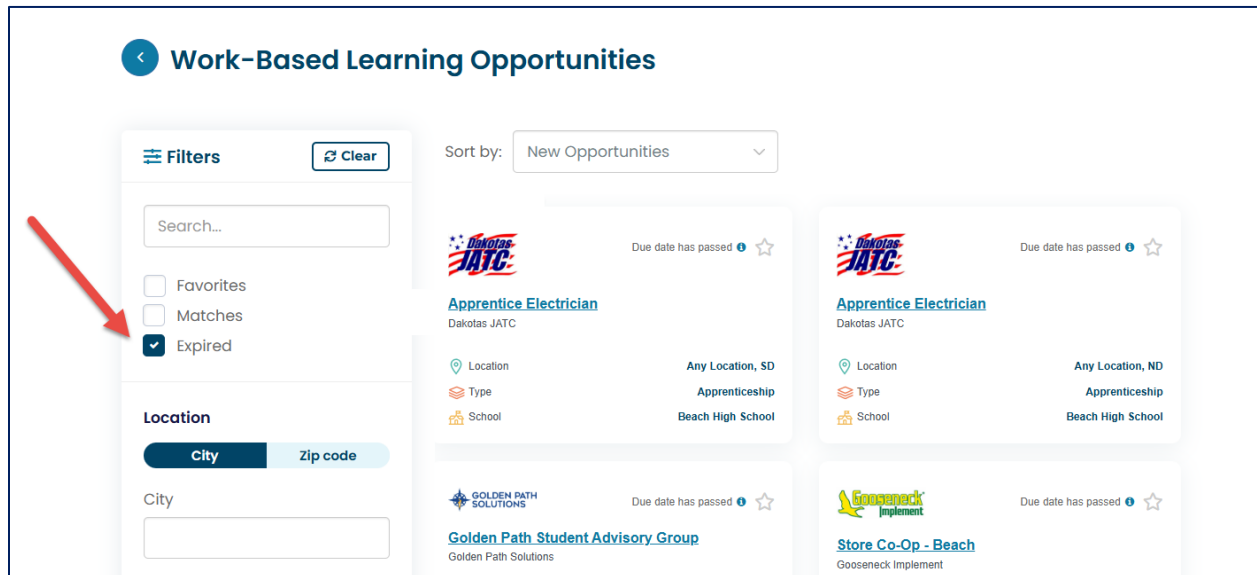 Work-Based Learning Opportunities
Filters
Clear
Search...
Favorites
Matches
Expired
Location
City Zip code
City
Sort by: New Opportunities
Dakotas
JATC
Due date has passed
Apprentice Electrician
Dakotas JATC
Location Any Location, SD
Type Apprenticeship
School Beach High School
Dakotas
JATC
Due date has passed
Apprentice Electrician
Dakotas JATC
Location Any Location, ND
Type Apprenticeship
School Beach High School
GOLDEN PATH
SOLUTIONS
Due date has passed
Golden Path Student Advisory Group
Golden Path Solutions
Gooseneck
Implement
Due date has passed
Store Co-Op - Beach
Gooseneck Implement